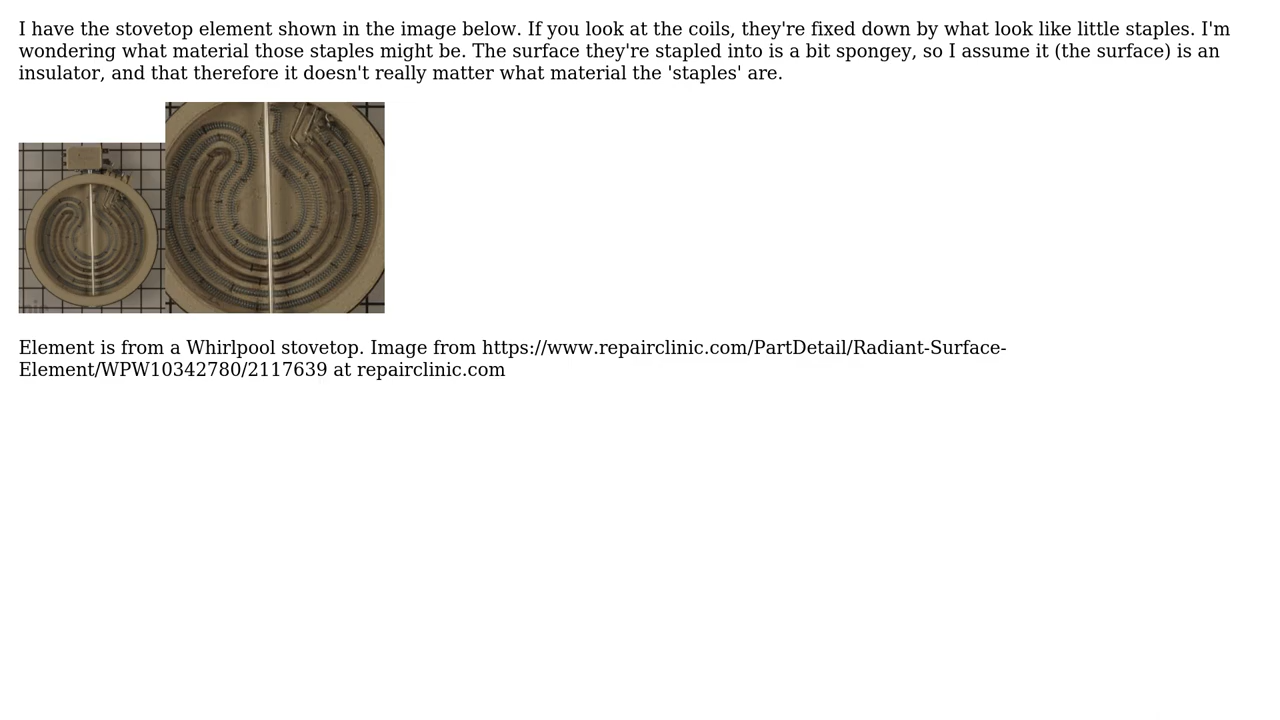 I have the stovetop element shown in the image below. If you look at the coils, they're fixed down by what look like little staples. I'm
wondering what material those staples might be. The surface they're stapled into is a bit spongey, so I assume it (the surface) is an
insulator, and that therefore it doesn't really matter what material the 'staples' are.
Element is from a Whirlpool stovetop. Image from https://www.repairclinic.com/PartDetail/Radiant-Surface-
Element/WPW10342780/2117639 at repairclinic.com